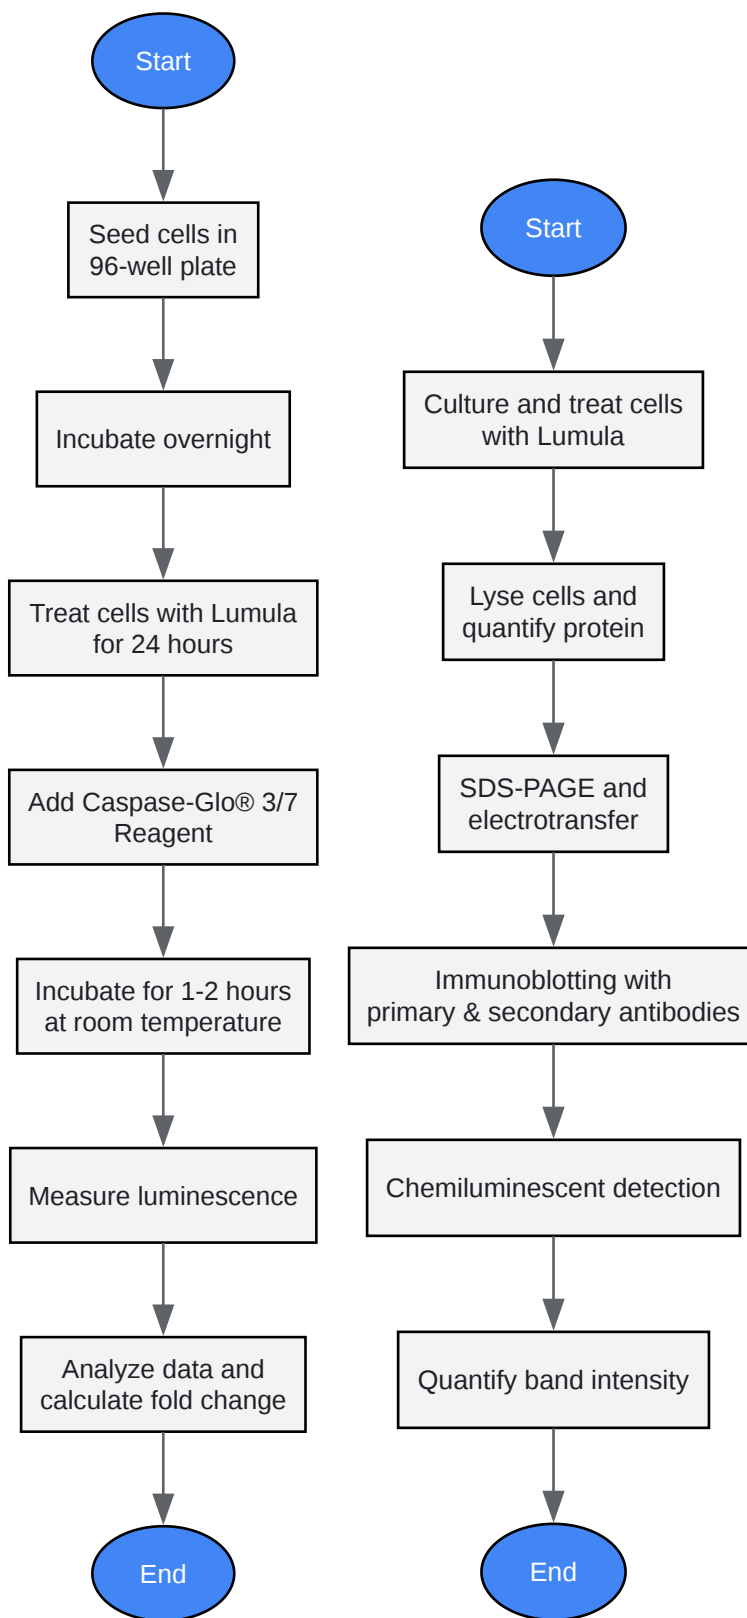 Start
Seed cells in
96-well plate
Incubate overnight
Treat cells with Lumula
for 24 hours
Add Caspase-Glo® 3/7
Reagent
Incubate for 1-2 hours
at room temperature
Measure luminescence
Analyze data and
calculate fold change
End
Start
Culture and treat cells
with Lumula
Lyse cells and
quantify protein
SDS-PAGE and
electrotransfer
Immunoblotting with
primary & secondary antibodies
Chemiluminescent detection
Quantify band intensity
End